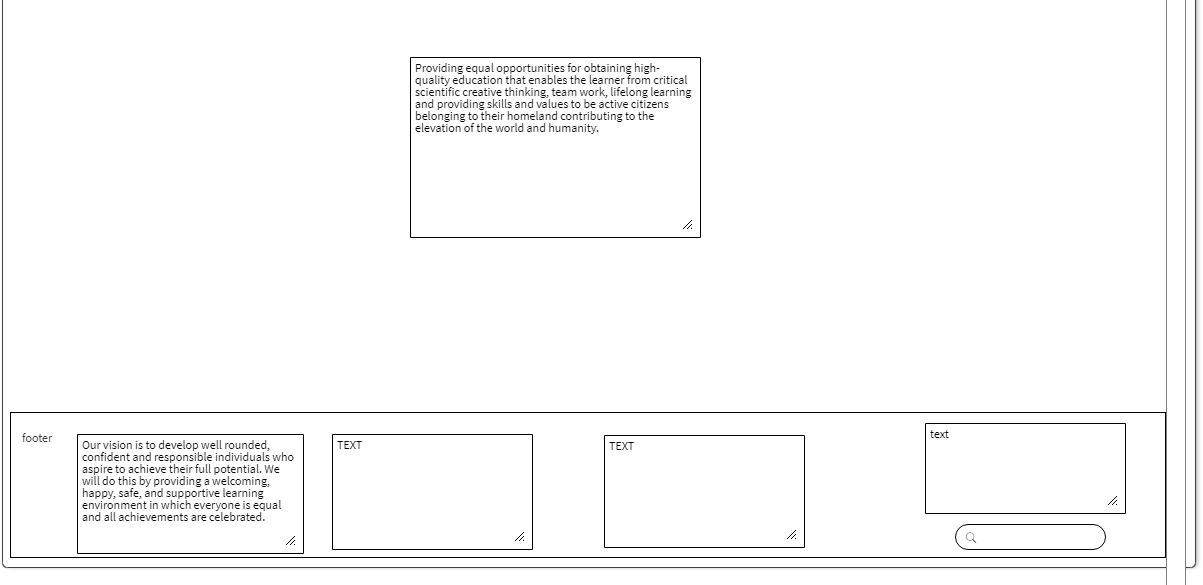 Providing equal opportunities for obtaining high-
quality education that enables the learner from critical
scientific creative thinking, team work, lifelong learning
and providing skills and values to be active citizens
belonging to their homeland contributing to the
elevation of the world and humanity.
footer
Our vision is to develop well rounded,
confident and responsible individuals who
aspire to achieve their full potential. We
will do this by providing a welcoming,
happy, safe, and supportive learning
environment in which everyone is equal
and all achievements are celebrated.
TEXT
TEXT
text